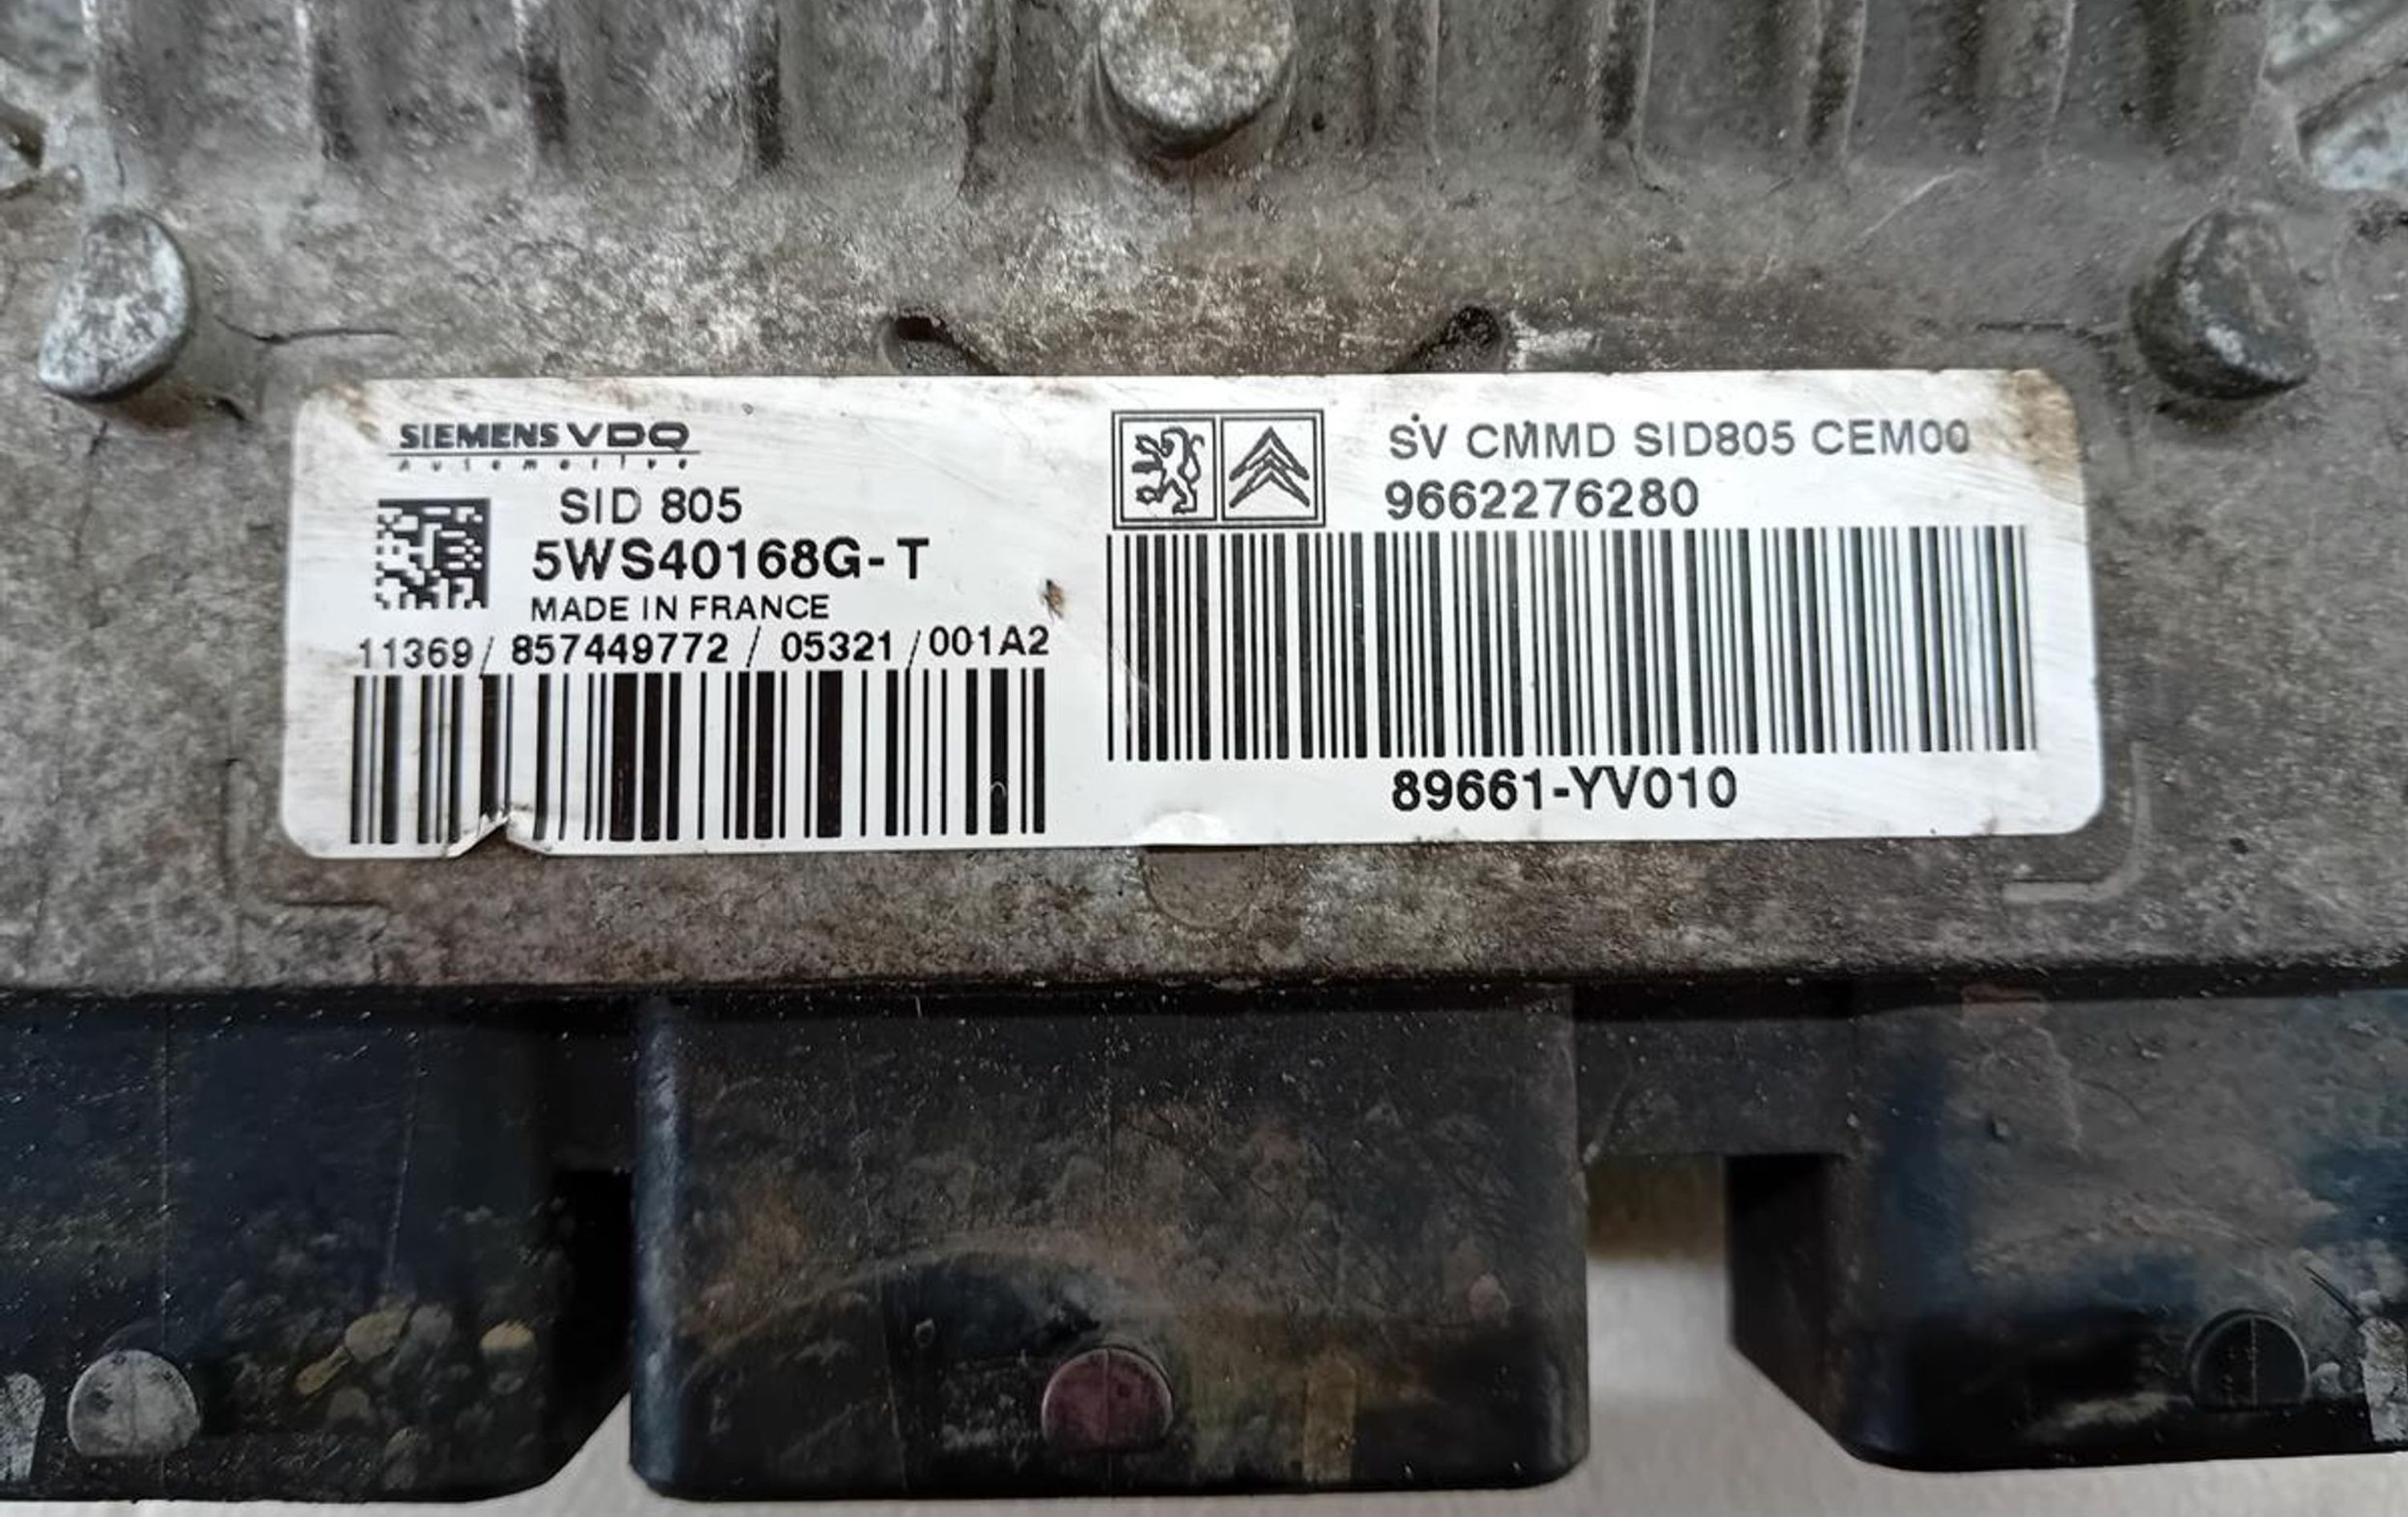 SIEMENS VDO
Automotive
SID 805
5WS40168G-T
MADE IN FRANCE
11369 / 857449772 / 05321 / 001A2
SV CMMD SID805 CEM00
9662276280
89661-YV010